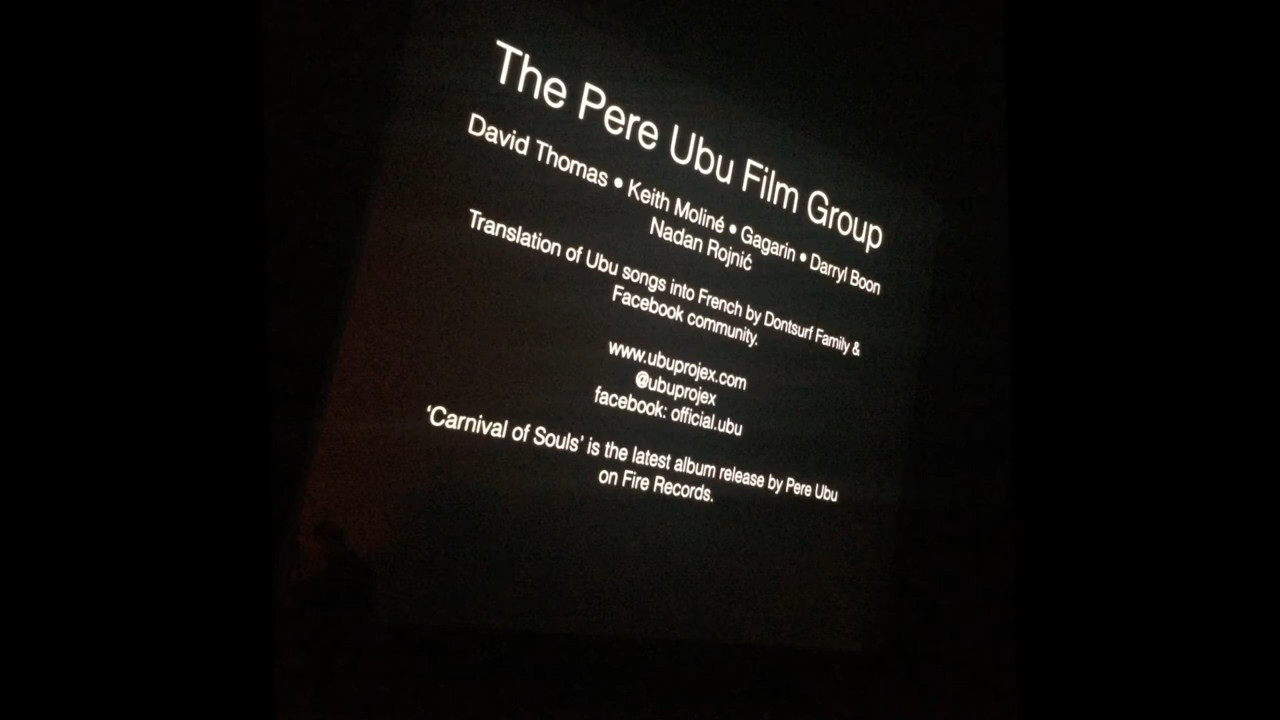 The Pere Ubu Film Group
David Thomas • Keith Moliné • Gagarin • Darryl Boon
Nadan Rojnić
Translation of Ubu songs into French by Dontsurf Family &
Facebook community.
www.ubuprojex.com
@ubuprojex
facebook: official.ubu
‘Carnival of Souls’ is the latest album release by Pere Ubu
on Fire Records.